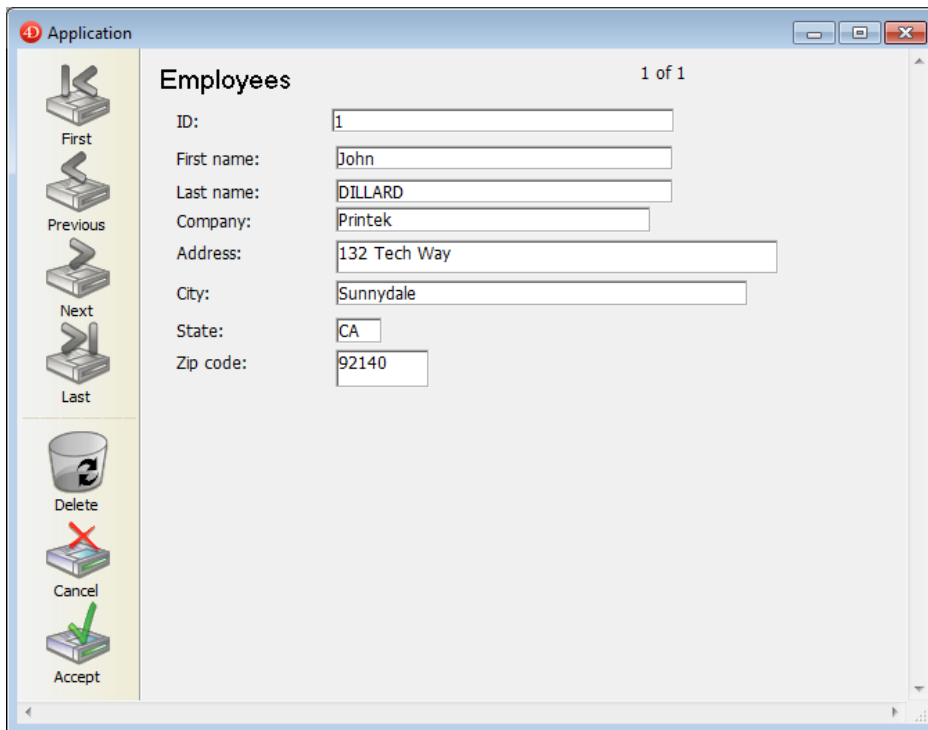 4D Application
First
Previous
Next
Last
Delete
Cancel
Accept
Employees 1 of 1
ID: 1
First name: John
Last name: DILLARD
Company: Printek
Address: 132 Tech Way
City: Sunnydale
State: CA
Zip code: 92140